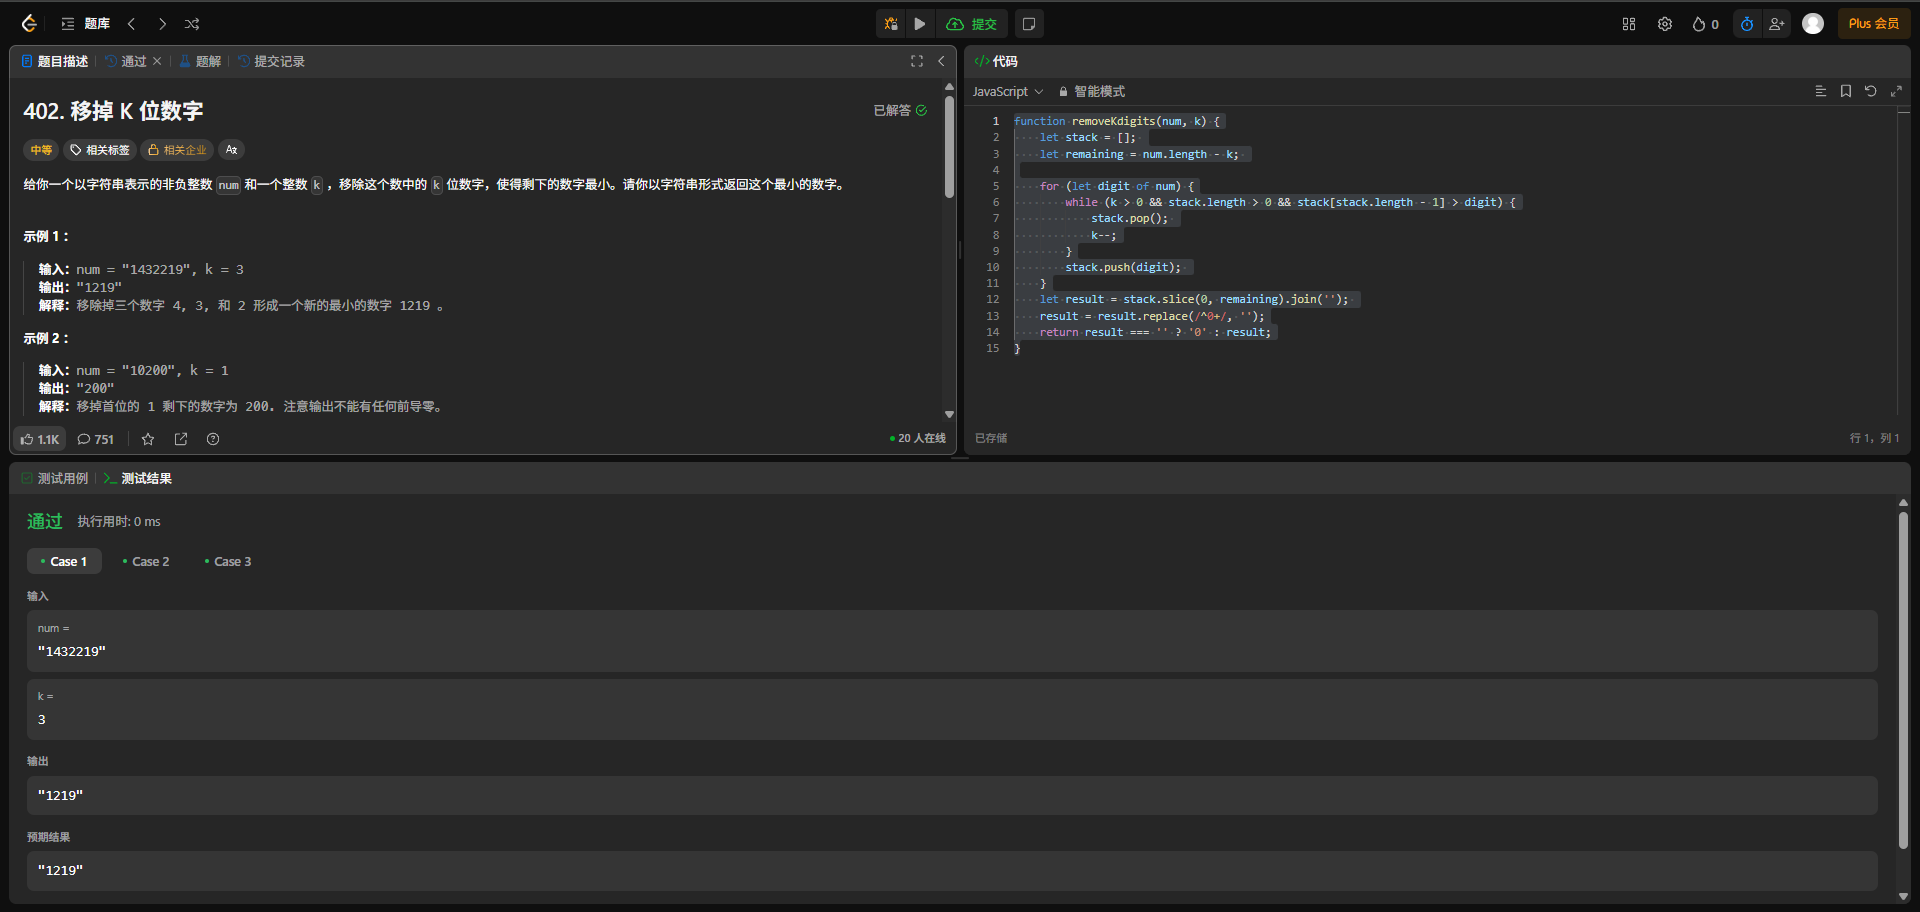 题库
提交
0
Plus 会员
题目描述
通过
题解
提交记录
402. 移掉 K 位数字
已解答
中等
相关标签
相关企业
给你一个以字符串表示的非负整数 num 和一个整数 k ，移除这个数中的 k 位数字，使得剩下的数字最小。请你以字符串形式返回这个最小的数字。
示例 1 ：
输入：num = "1432219", k = 3
输出："1219"
解释：移除掉三个数字 4, 3, 和 2 形成一个新的最小的数字 1219 。
示例 2 ：
输入：num = "10200", k = 1
输出："200"
解释：移掉首位的 1 剩下的数字为 200. 注意输出不能有任何前导零。
1.1K
751
20 人在线
代码
JavaScript
智能模式
1 function removeKdigits(num, k) {
2 let stack = [];
3 let remaining = num.length - k;
4
5 for (let digit of num) {
6 while (k > 0 && stack.length > 0 && stack[stack.length - 1] > digit) {
7 stack.pop();
8 k--;
9 }
10 stack.push(digit);
11 }
12 let result = stack.slice(0, remaining).join('');
13 result = result.replace(/^0+/, '');
14 return result === '' ? '0' : result;
15 }
已存储
行 1，列 1
测试用例
测试结果
通过
执行用时: 0 ms
Case 1
Case 2
Case 3
输入
num =
"1432219"
k =
3
输出
"1219"
预期结果
"1219"